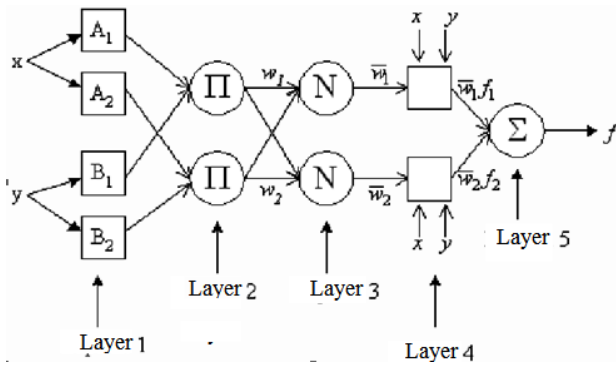 x y
A₁
x
A₂
Π w₁ N w̅₁ w̅₁f₁
Σ f
B₁
y
B₂
Π w₂ N w̅₂ w̅₂f₂
x y
Layer 5
Layer 2
Layer 3
Layer 1
Layer 4